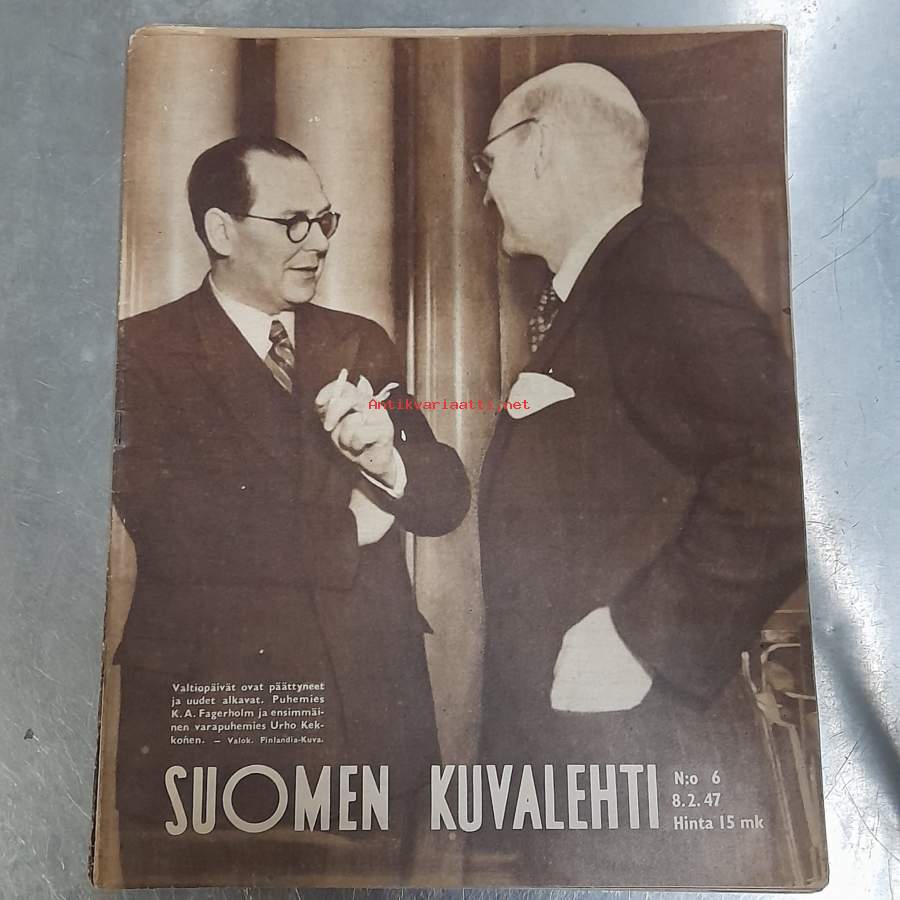 Antikvariaatti.net
Valtiopäivät ovat päättyneet
ja uudet alkavat. Puhemies
K. A. Fagerholm ja ensimmäi-
nen varapuhemies Urho Kek-
konen. — Valok. Finlandia-Kuva.
SUOMEN KUVALEHTI
N:o 6
8.2.47
Hinta 15 mk